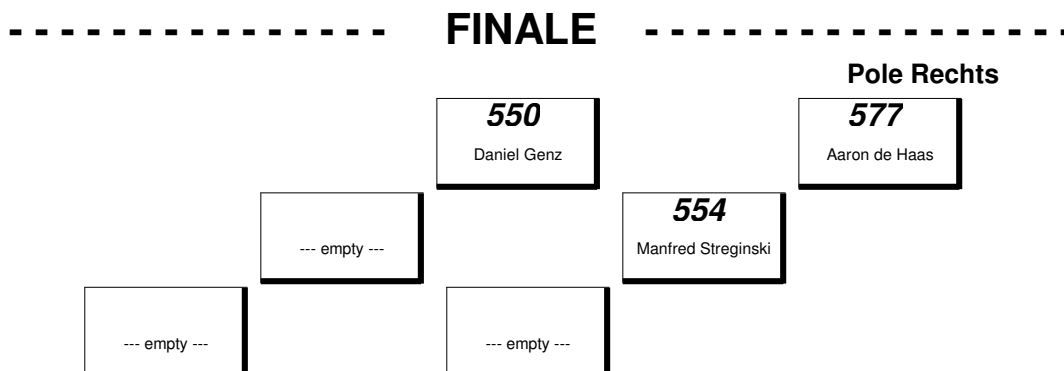 FINALE
Pole Rechts
550
Daniel Genz
577
Aaron de Haas
--- empty ---
554
Manfred Streginski
--- empty ---
--- empty ---